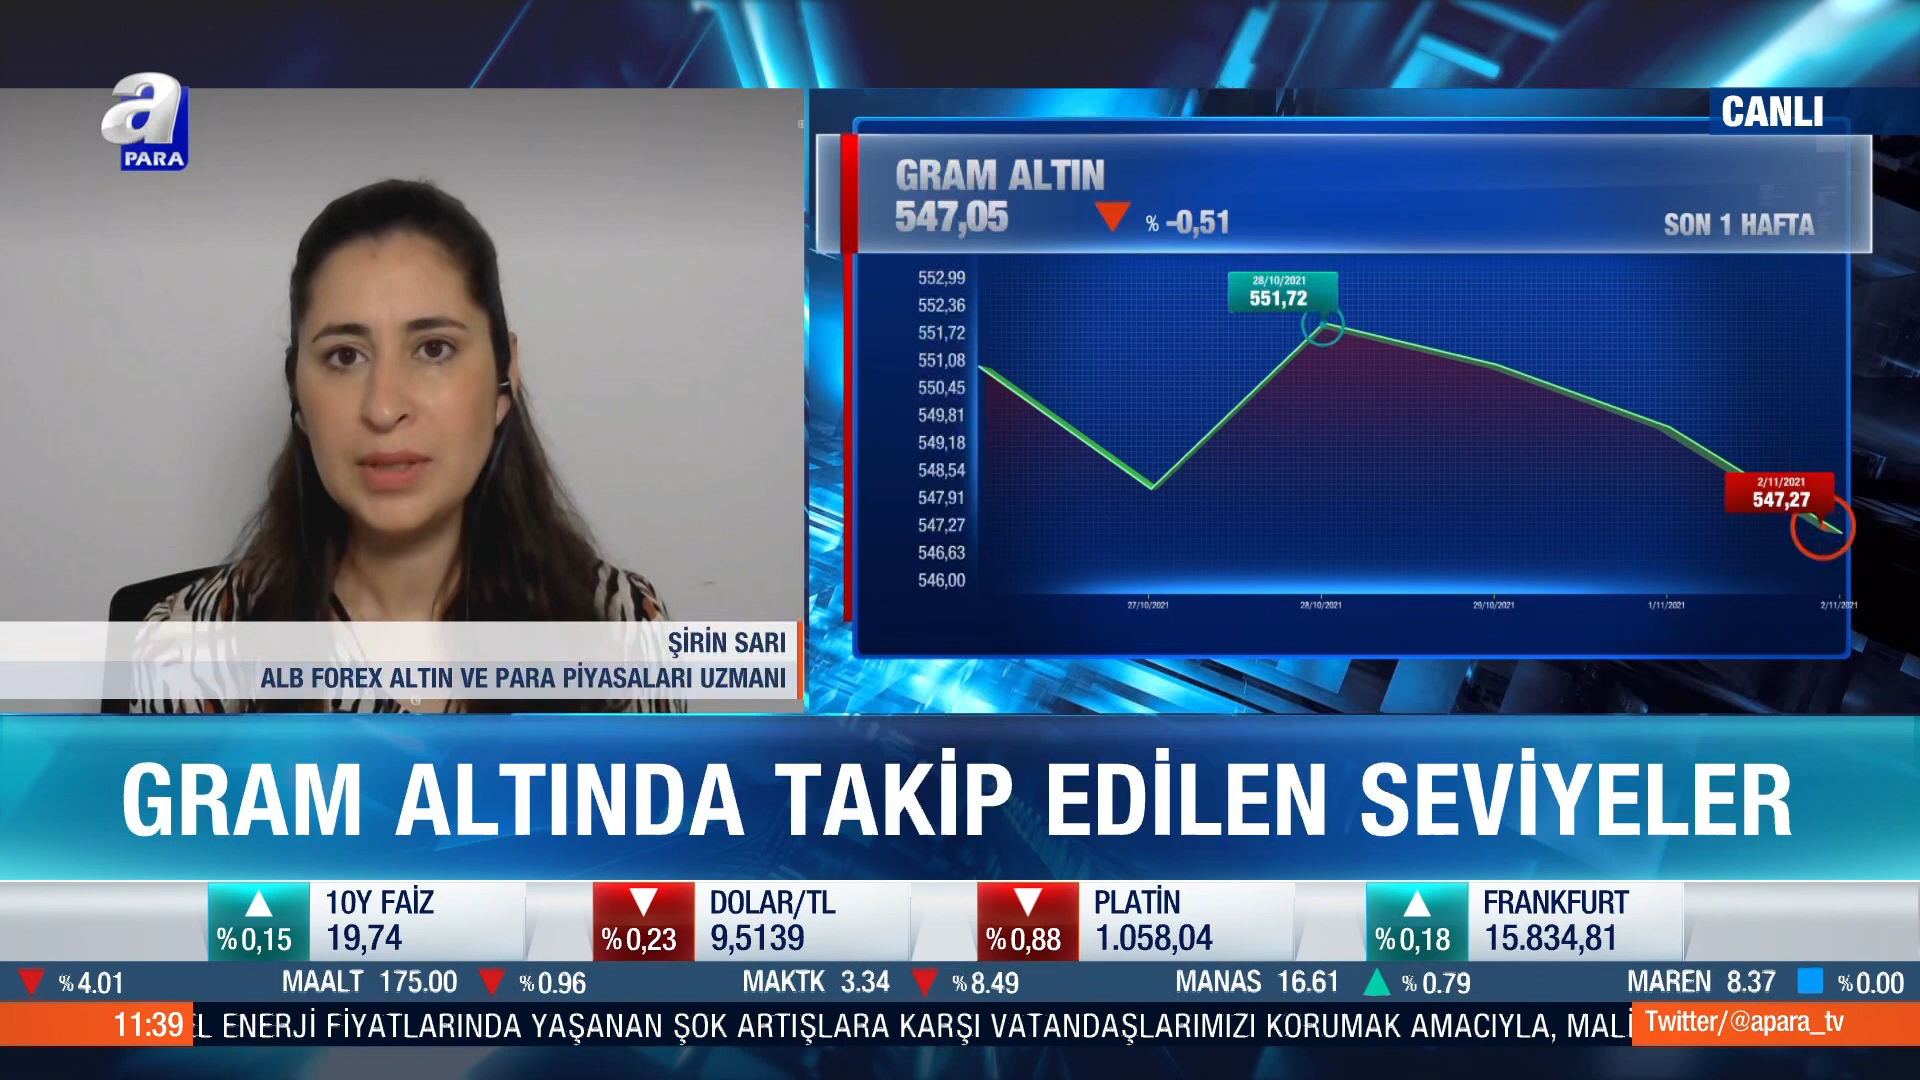 a
PARA
CANLI
GRAM ALTIN
547,05
% -0,51
SON 1 HAFTA
552,99
552,36
551,72
551,08
550,45
549,81
549,18
548,54
547,91
547,27
546,63
546,00
28/10/2021
551,72
2/11/2021
547,27
27/10/2021
28/10/2021
29/10/2021
1/11/2021
2/11/2021
ŞİRİN SARI
ALB FOREX ALTIN VE PARA PİYASALARI UZMANI
GRAM ALTINDA TAKİP EDİLEN SEVİYELER
%0,15
10Y FAİZ
19,74
%0,23
DOLAR/TL
9,5139
%0,88
PLATİN
1.058,04
%0,18
FRANKFURT
15.834,81
%4.01 MAALT 175.00 %0.96 MAKTK 3.34 %8.49 MANAS 16.61 %0.79 MAREN 8.37 %0.00
11:39 EL ENERJİ FİYATLARINDA YAŞANAN ŞOK ARTIŞLARA KARŞI VATANDAŞLARIMIZI KORUMAK AMACIYLA, MALİ Twitter/@apara_tv